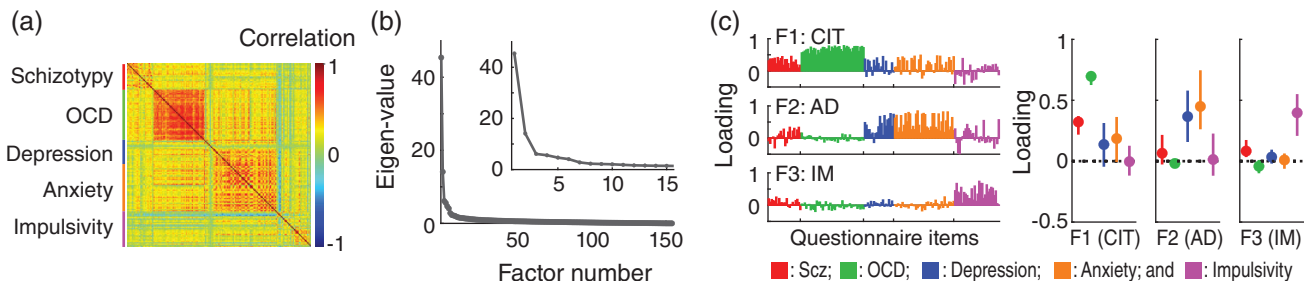 (a)
Correlation
Schizotypy
OCD
Depression
Anxiety
Impulsivity
1
0
-1
(b)
Eigen-value
40
20
0
50
100
150
Factor number
40
20
0
5
10
15
(c)
Loading
F1: CIT
1
0
F2: AD
1
0
F3: IM
1
0
Questionnaire items
Loading
1
0.5
0
-0.5
F1 (CIT) F2 (AD) F3 (IM)
: Scz; : OCD; : Depression; : Anxiety; and : Impulsivity